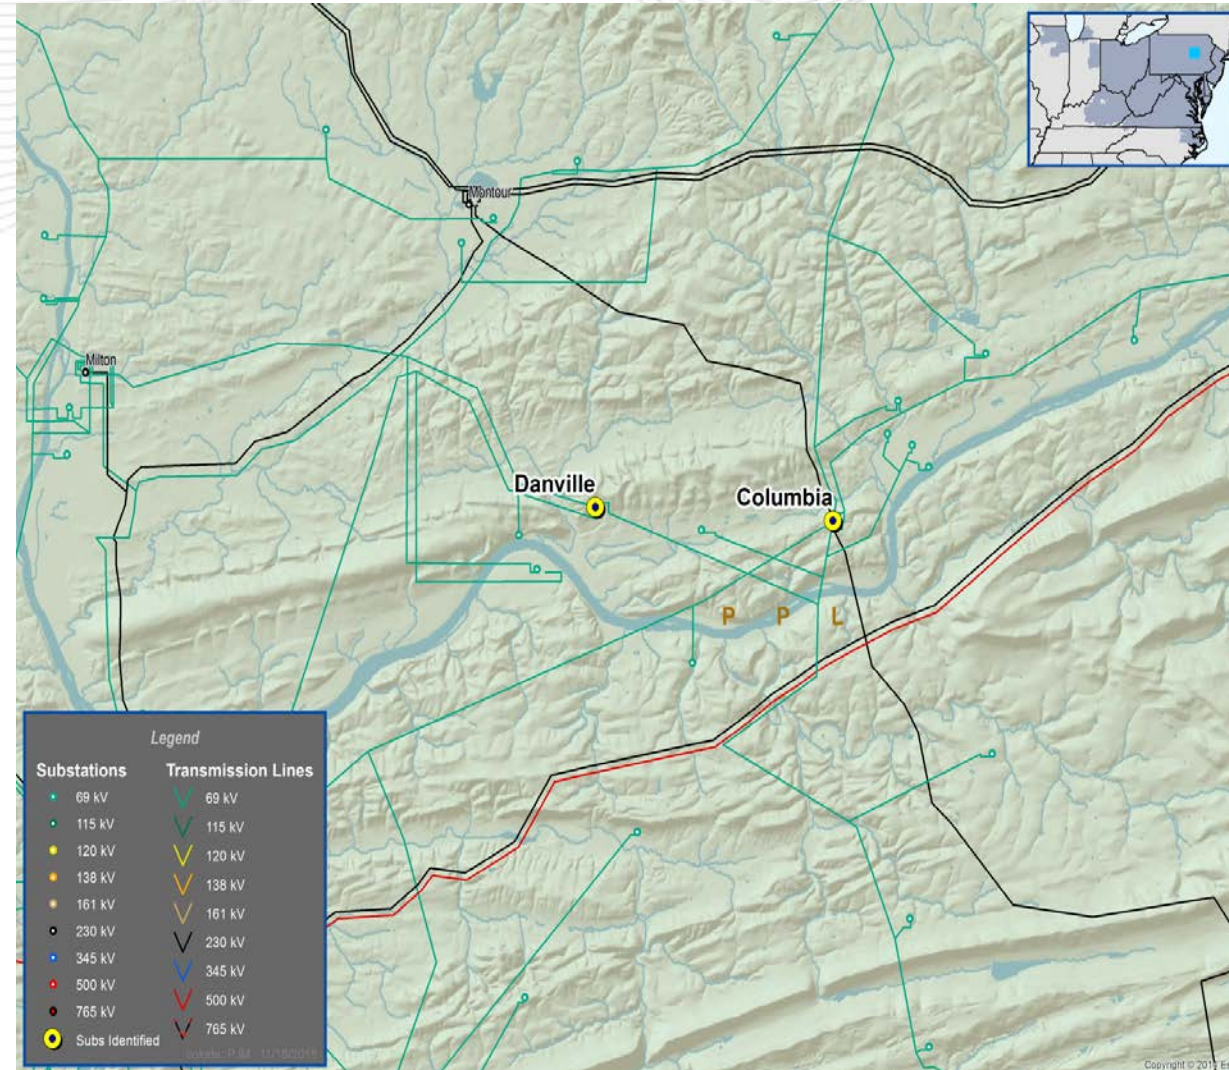 Montour
Milton
Danville
Columbia
P P L
Legend
Substations
69 kV
115 kV
120 kV
138 kV
161 kV
230 kV
345 kV
500 kV
765 kV
Subs Identified
Transmission Lines
69 kV
115 kV
120 kV
138 kV
161 kV
230 kV
345 kV
500 kV
765 kV
Copyright ©